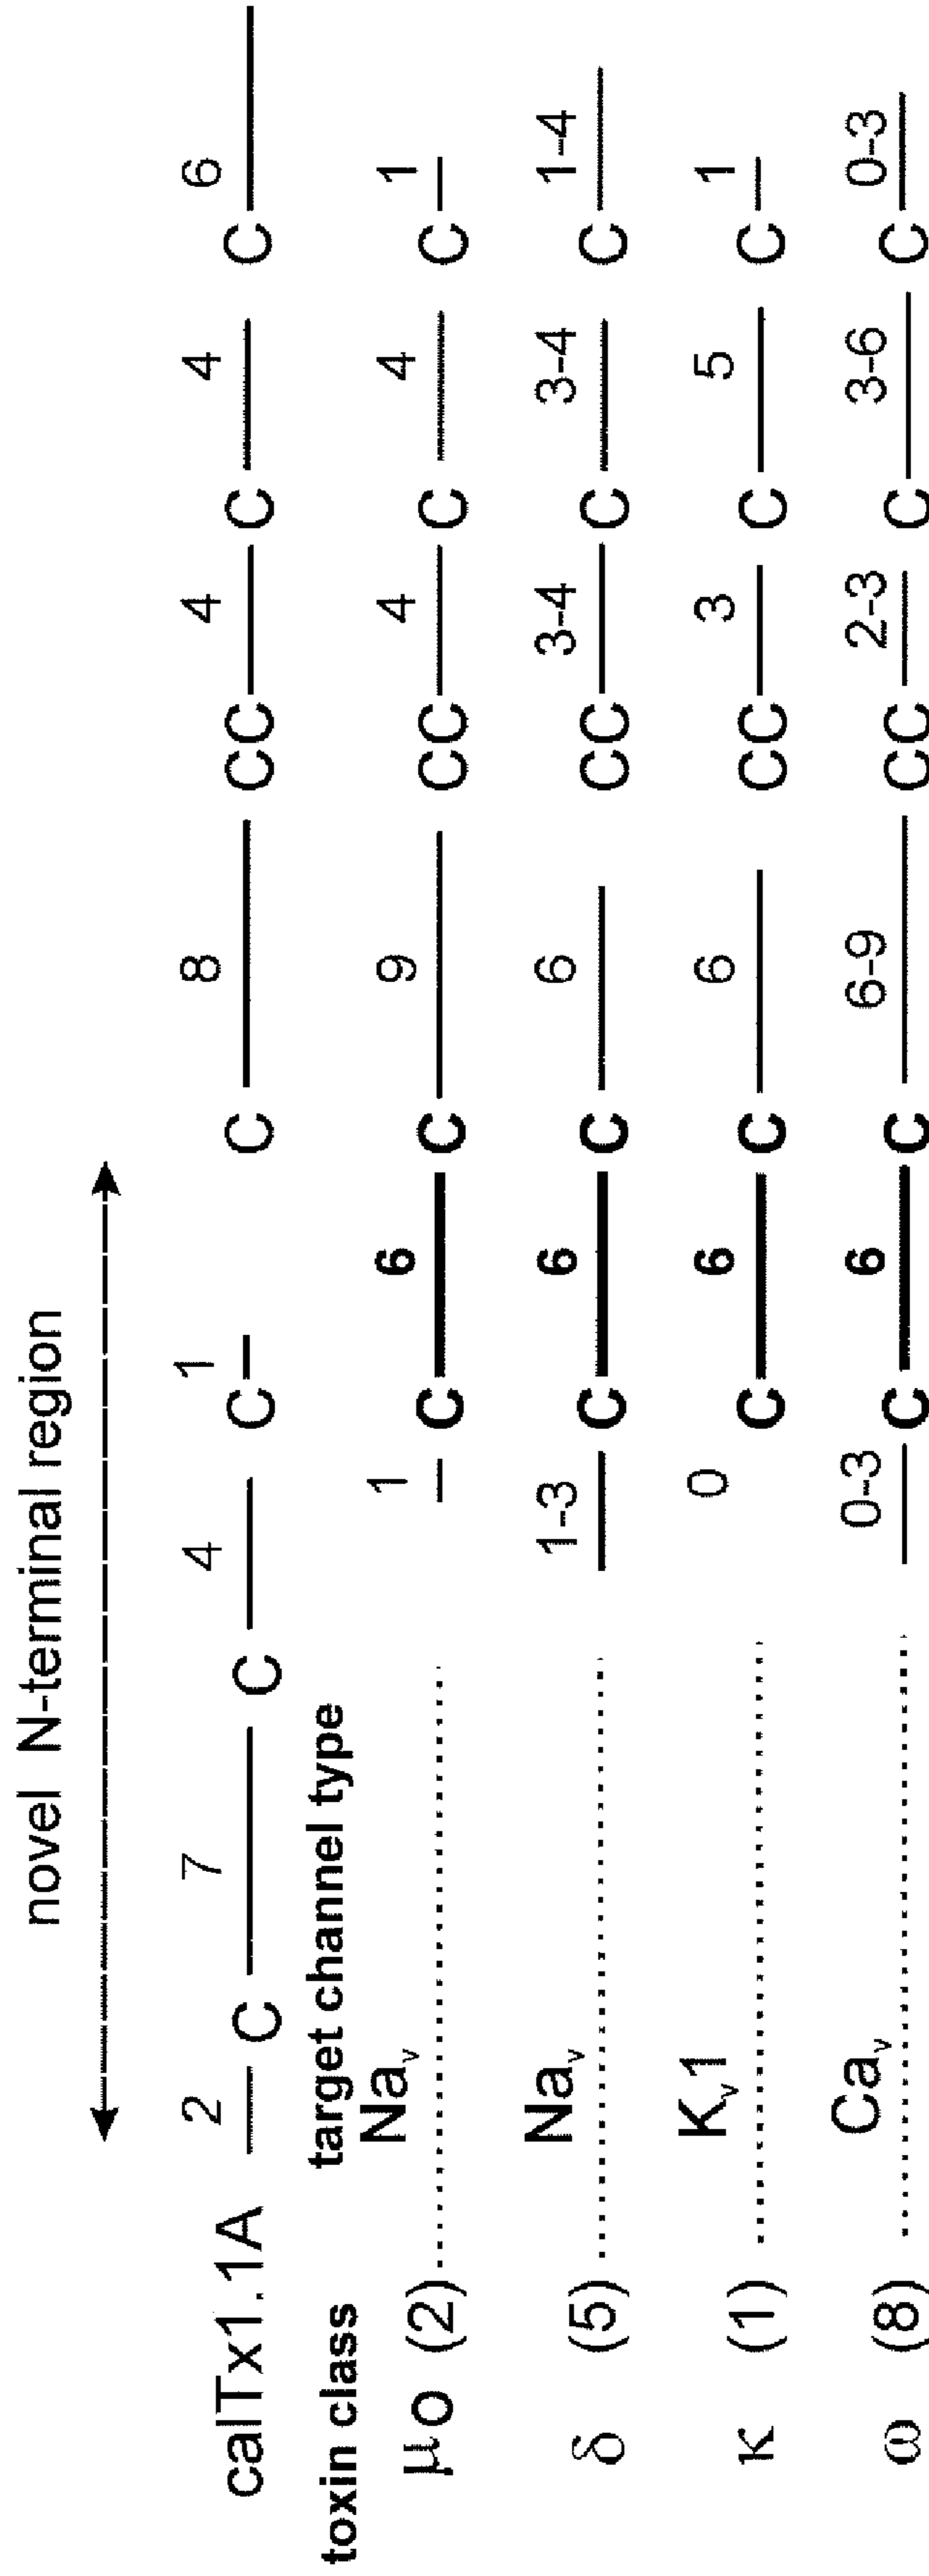 novel N-terminal region
calTx1.1A 2 C 7 C 4 C 1 C 8 CC 4 C 4 C 6
toxin class target channel type
μο (2) Naᵥ 1 C 6 C 9 CC 4 C 4 C 1
δ (5) Naᵥ 1-3 C 6 C 6 CC 3-4 C 3-4 C 1-4
κ (1) Kᵥ1 0 C 6 C 6 CC 3 C 5 C 1
ω (8) Caᵥ 0-3 C 6 C 6-9 CC 2-3 C 3-6 C 0-3